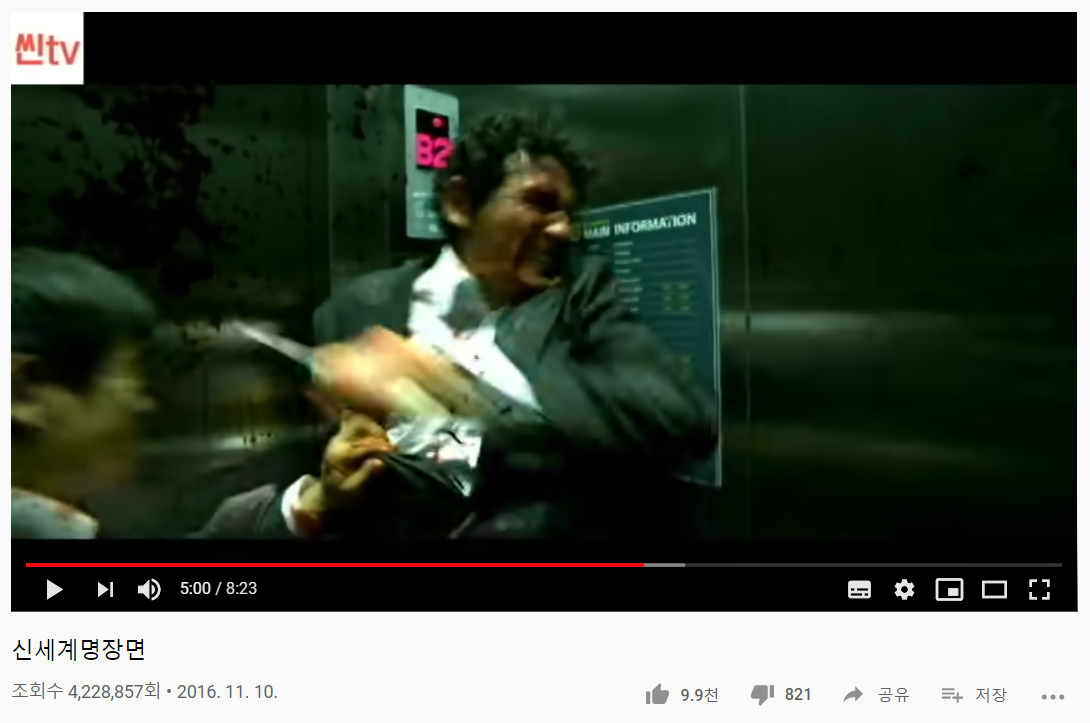 씬tv
B2
MAIN INFORMATION
5:00 / 8:23
신세계명장면
조회수 4,228,857회 • 2016. 11. 10.
9.9천 821 공유 저장